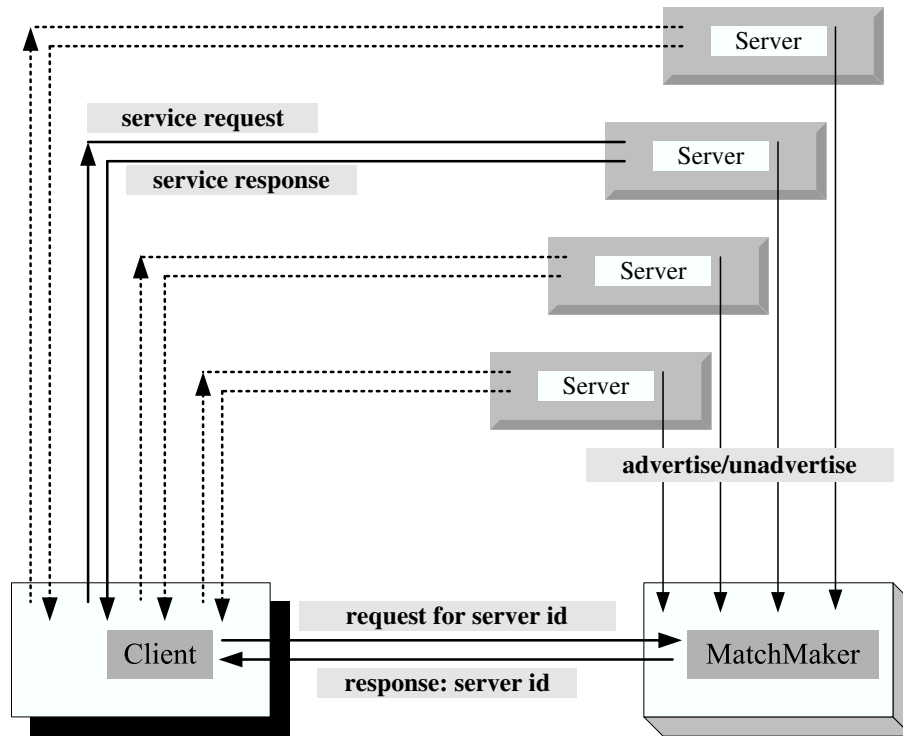 Server
service request
Server
service response
Server
Server
advertise/unadvertise
request for server id
Client
MatchMaker
response: server id